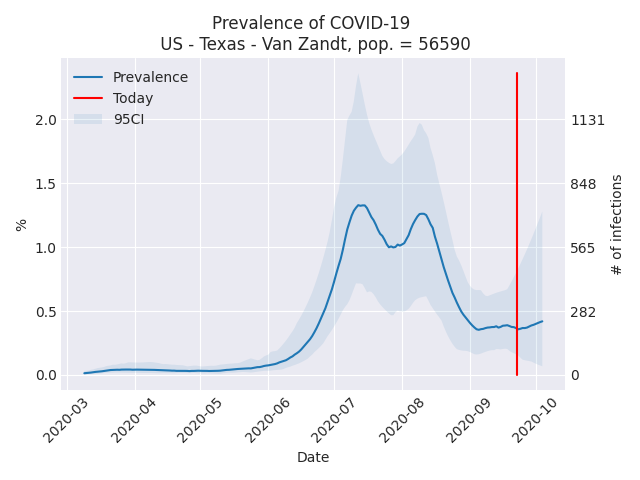 Prevalence of COVID-19
US - Texas - Van Zandt, pop. = 56590
Prevalence
Today
95CI
2.0
1.5
1.0
0.5
0.0
%
1131
848
565
282
0
# of infections
2020-03
2020-04
2020-05
2020-06
2020-07
2020-08
2020-09
2020-10
Date